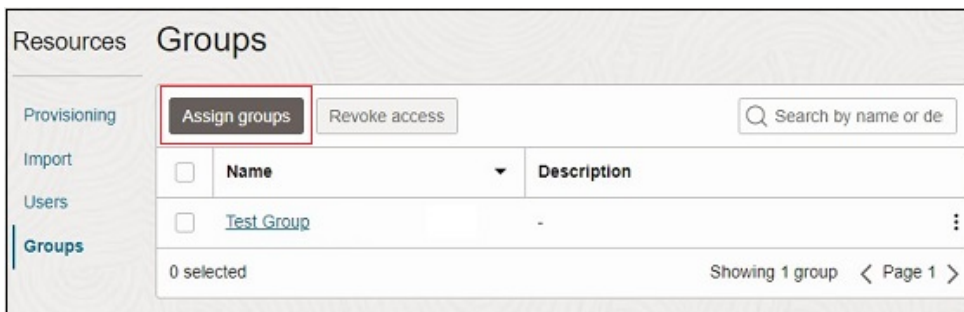 Resources
Groups
Provisioning
Import
Users
Groups
Assign groups Revoke access Search by name or de
Name Description
Test Group -
0 selected Showing 1 group Page 1